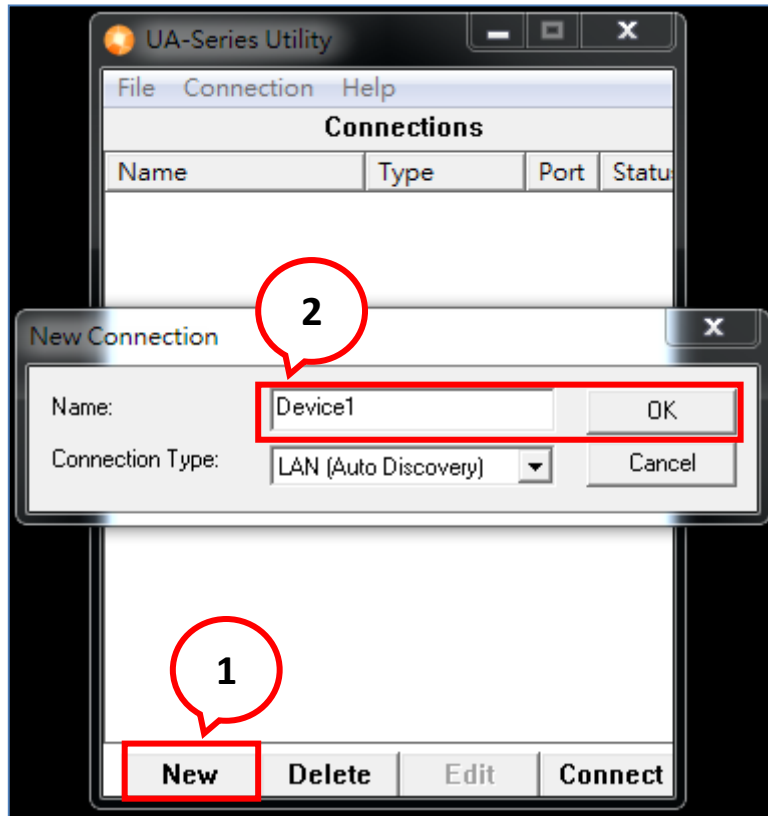 UA-Series Utility
File Connection Help
Connections
Name Type Port Statu
2
New Connection
Name: Device1 OK
Connection Type: LAN (Auto Discovery) Cancel
1
New Delete Edit Connect